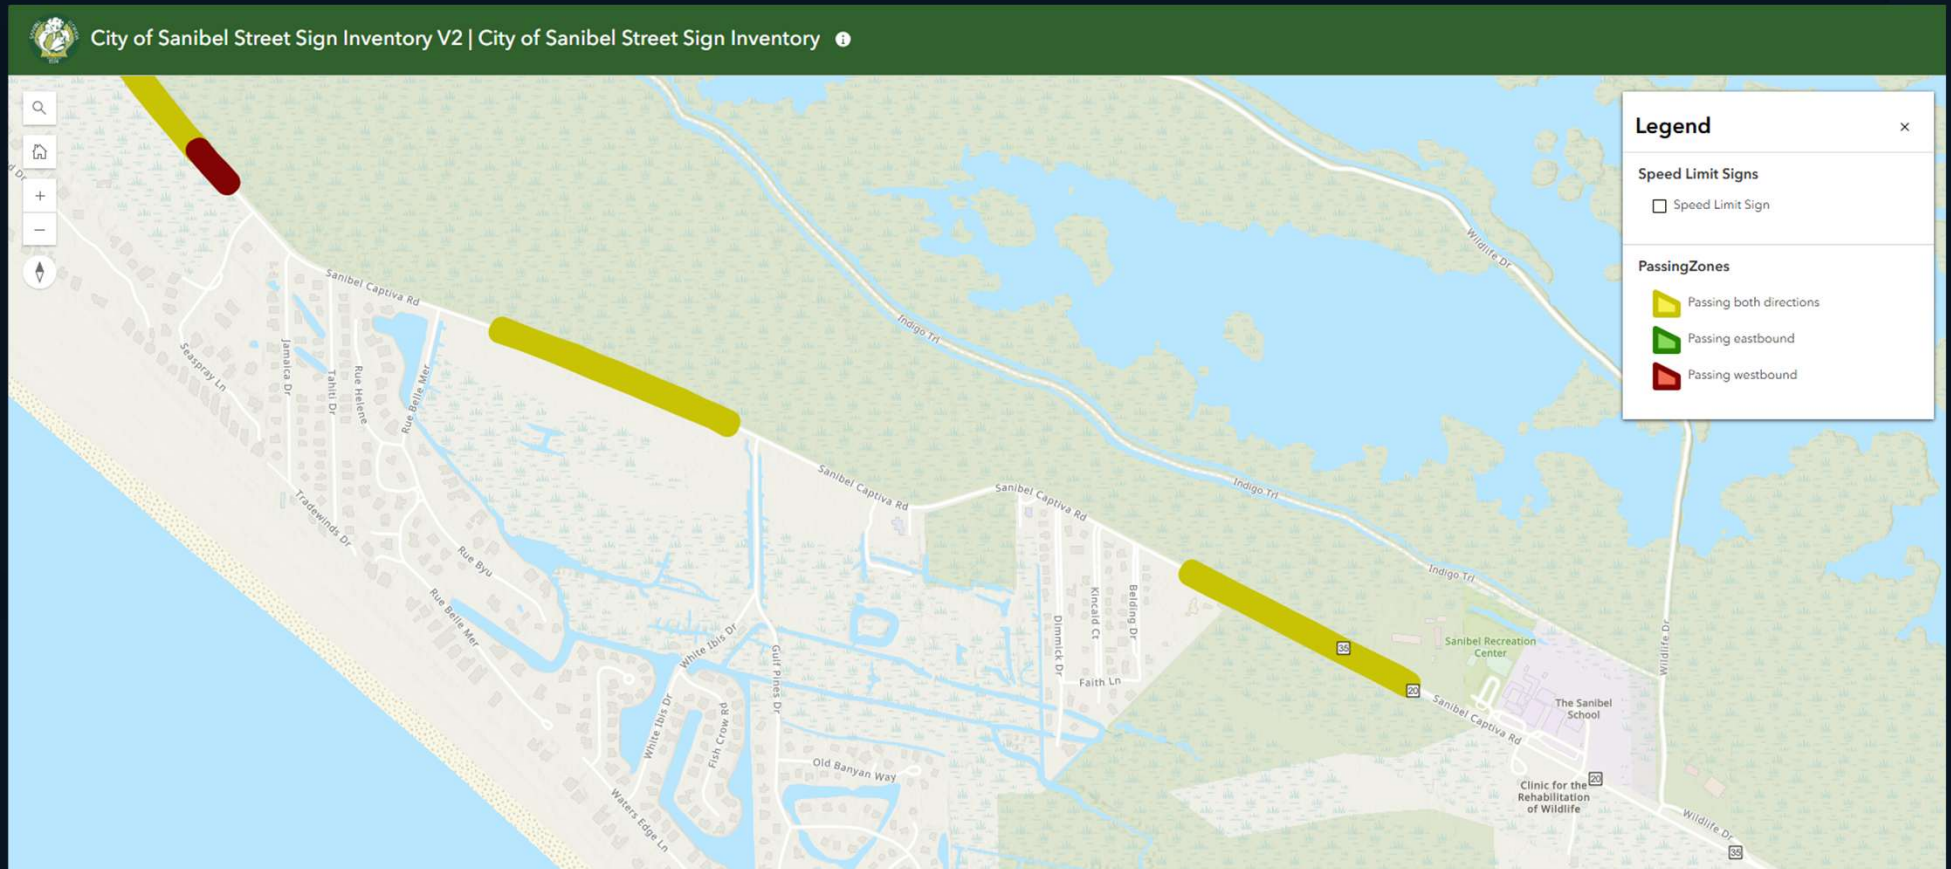 City of Sanibel Street Sign Inventory V2 | City of Sanibel Street Sign Inventory
Legend
Speed Limit Signs
Speed Limit Sign
PassingZones
Passing both directions
Passing eastbound
Passing westbound
Sanibel Captiva Rd
Wildlife Dr
Indigo Trl
Seaspray Ln
Jamaica Dr
Tahiti Dr
Rue Helene
Rue Belle Mer
Tradewinds Dr
Rue Byu
Rue Belle Mer
Sanibel Captiva Rd
Sanibel Captiva Rd
Indigo Trl
Indigo Trl
White Ibis Dr
Gulf Pines Dr
White Ibis Dr
Fish Crow Rd
Old Banyan Way
Waters Edge Ln
Dimmick Dr
Kincaid Ct
Belding Dr
Faith Ln
35
20
Sanibel Captiva Rd
Sanibel Recreation
Center
The Sanibel
School
Wildlife Dr
20
Clinic for the
Rehabilitation
of Wildlife
Wildlife Dr
35